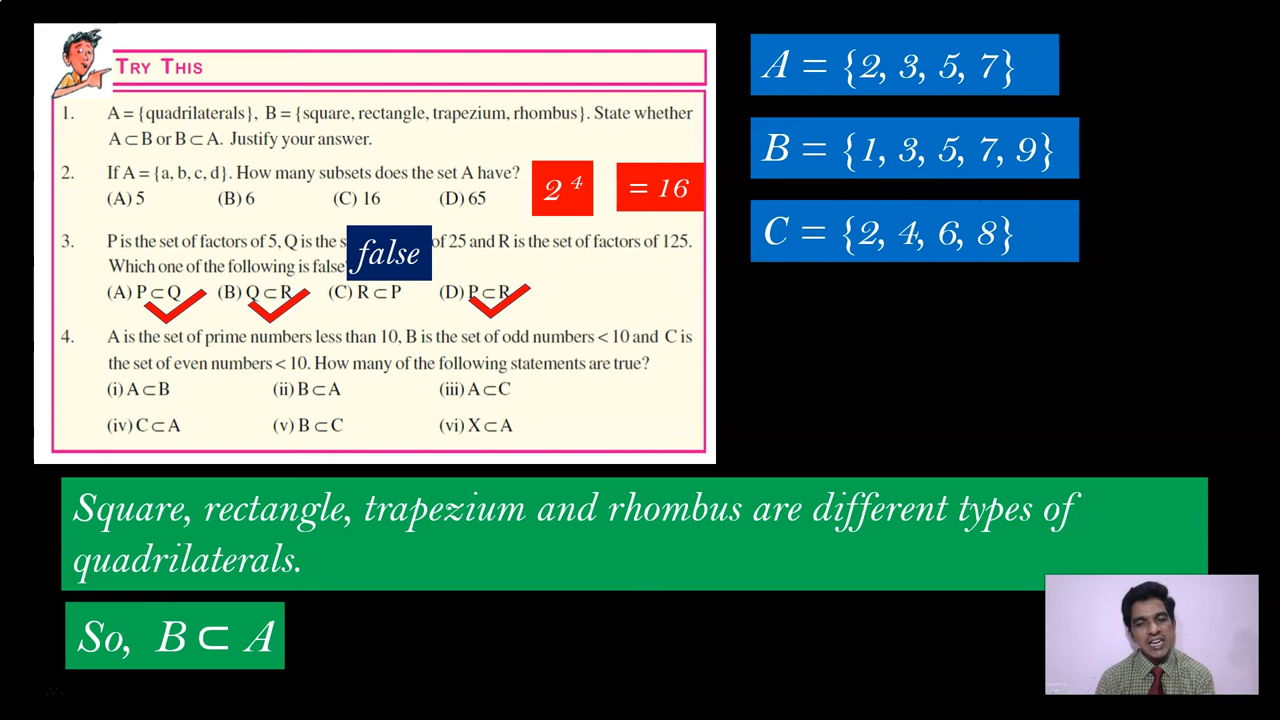 TRY THIS
1. A = {quadrilaterals}, B = {square, rectangle, trapezium, rhombus}. State whether
A ⊂ B or B ⊂ A. Justify your answer.
2. If A = {a, b, c, d}. How many subsets does the set A have?
(A) 5 (B) 6 (C) 16 (D) 65
2⁴ = 16
3. P is the set of factors of 5, Q is the s of 25 and R is the set of factors of 125.
Which one of the following is false
false
(A) P ⊂ Q (B) Q ⊂ R (C) R ⊂ P (D) P ⊂ R
4. A is the set of prime numbers less than 10, B is the set of odd numbers < 10 and C is
the set of even numbers < 10. How many of the following statements are true?
(i) A ⊂ B (ii) B ⊂ A (iii) A ⊂ C
(iv) C ⊂ A (v) B ⊂ C (vi) X ⊂ A
A = {2, 3, 5, 7}
B = {1, 3, 5, 7, 9}
C = {2, 4, 6, 8}
Square, rectangle, trapezium and rhombus are different types of
quadrilaterals.
So, B ⊂ A